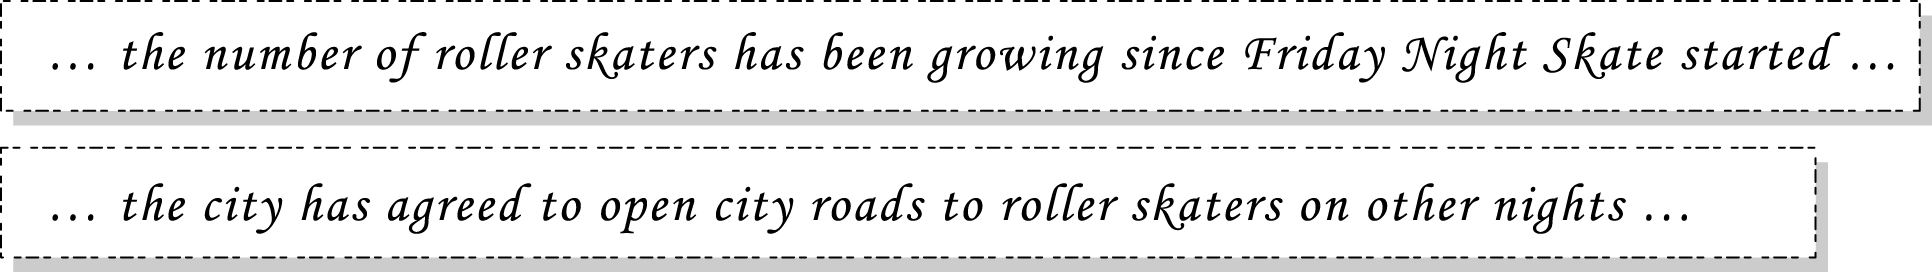 ... the number of roller skaters has been growing since Friday Night Skate started ...
... the city has agreed to open city roads to roller skaters on other nights ...